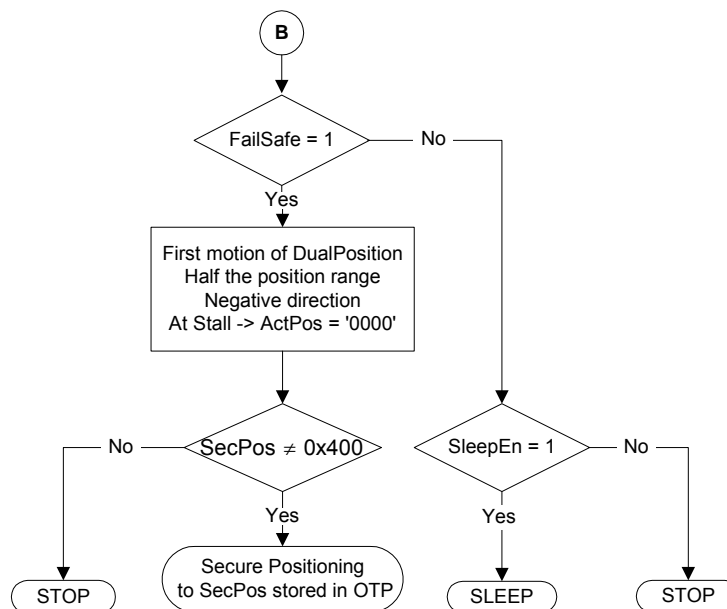 B
FailSafe = 1
No
Yes
First motion of DualPosition
Half the position range
Negative direction
At Stall -> ActPos = '0000'
No
SecPos ≠ 0x400
SleepEn = 1
No
Yes
Yes
Secure Positioning
to SecPos stored in OTP
STOP
SLEEP
STOP